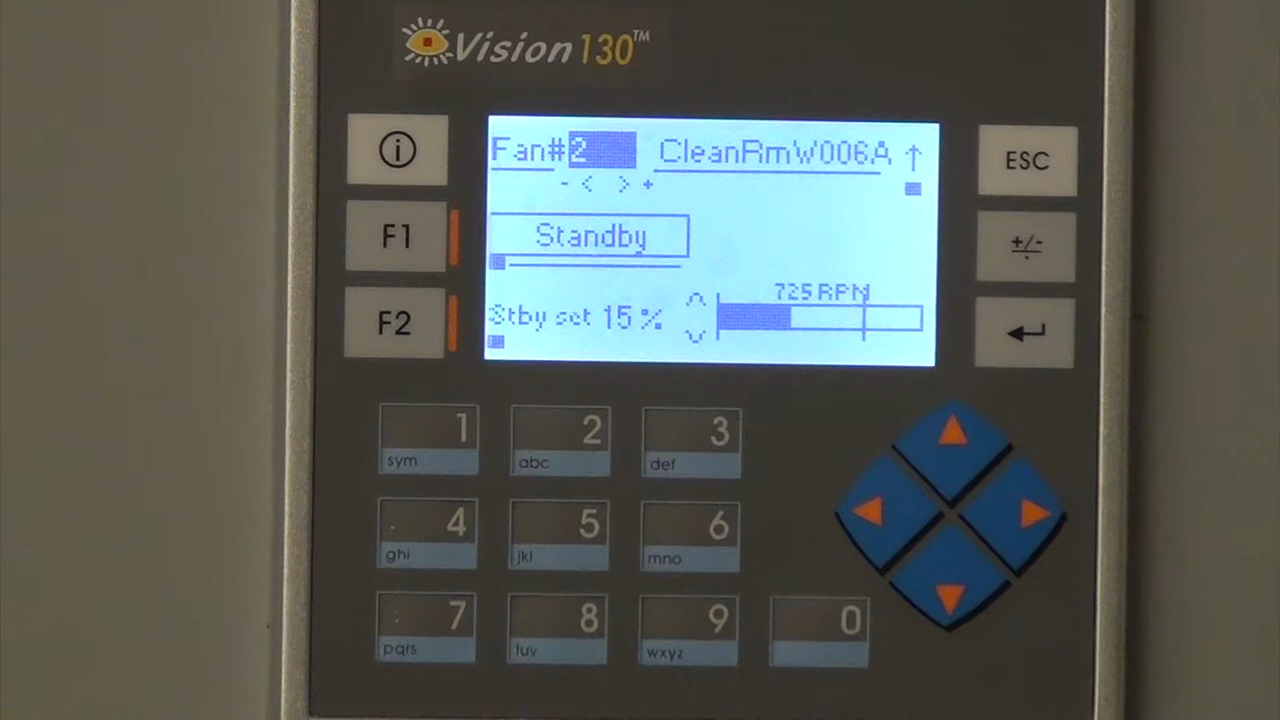 Vision130™
Fan#2 CleanRmW006A ↑
- < > +
Standby
725 RPM
Stby set 15 %
i
F1
F2
ESC
+/-
1 2 3
sym abc def
4 5 6
ghi jkl mno
7 8 9 0
pqrs tuv wxyz